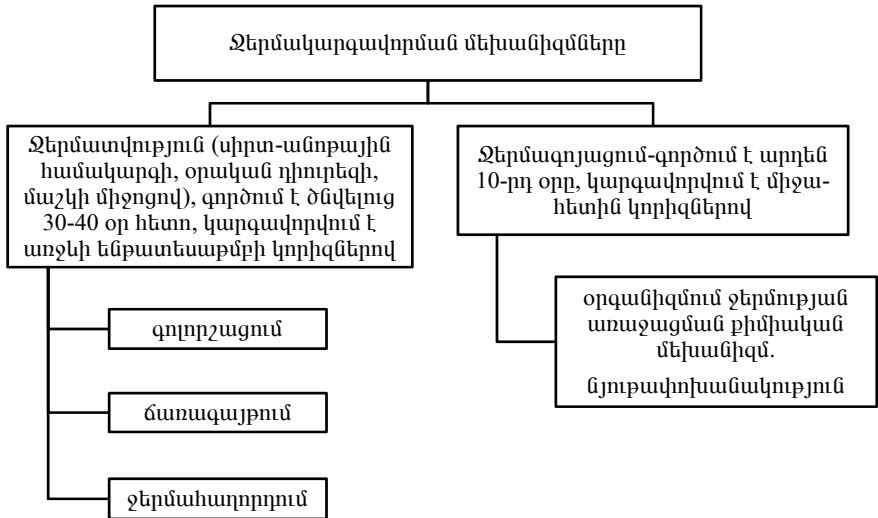 Ջերմակարգավորման մեխանիզմները
Ջերմատվություն (սիրտ-անոթային
համակարգի, օրական դիուրեզի,
մաշկի միջոցով), գործում է ծնվելուց
30-40 օր հետո, կարգավորվում է
առջևի ենթատեսաթմբի կորիզներով
գոլորշացում
ճառագայթում
ջերմահաղորդում
Ջերմագոյացում-գործում է արդեն
10-րդ օրը, կարգավորվում է միջա-
հետին կորիզներով
օրգանիզմում ջերմության
առաջացման քիմիական
մեխանիզմ.
նյութափոխանակություն